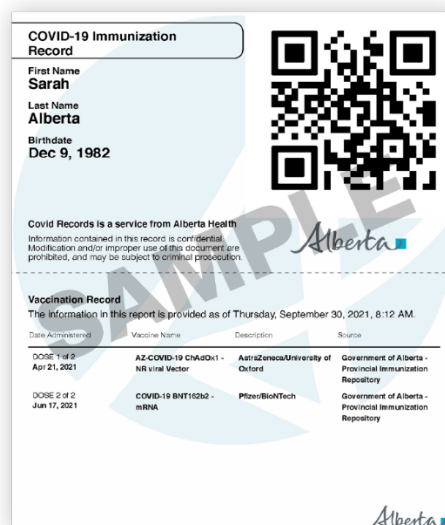 COVID-19 Immunization
Record
First Name
Sarah
Last Name
Alberta
Birthdate
Dec 9, 1982
SAMPLE
Covid Records is a service from Alberta Health
Information contained in this record is confidential.
Modification and/or improper use of this document are
prohibited, and may be subject to criminal prosecution.
Alberta
Vaccination Record
The information in this report is provided as of Thursday, September 30, 2021, 8:12 AM.
Date Administered Vaccine Name Description Source
DOSE 1 of 2 AZ-COVID-19 ChAdOx1 - AstraZeneca/University of Government of Alberta -
Apr 21, 2021 NR viral Vector Oxford Provincial Immunization
Repository
DOSE 2 of 2 COVID-19 BNT162b2 - Pfizer/BioNTech Government of Alberta -
Jun 17, 2021 mRNA Provincial Immunization
Repository
Alberta